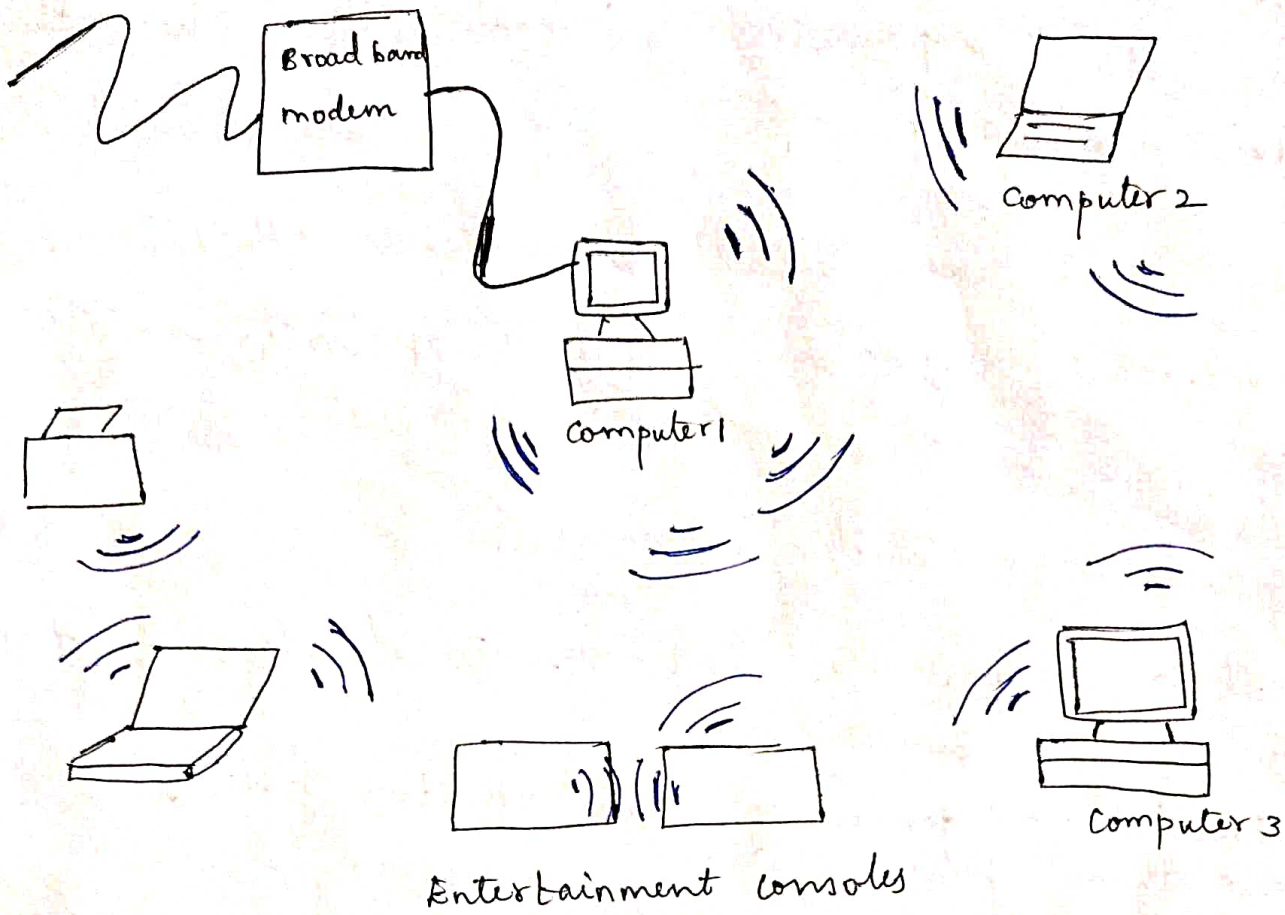 Broad band
modem
Computer 2
Computer 1
Computer 3
Entertainment consoles